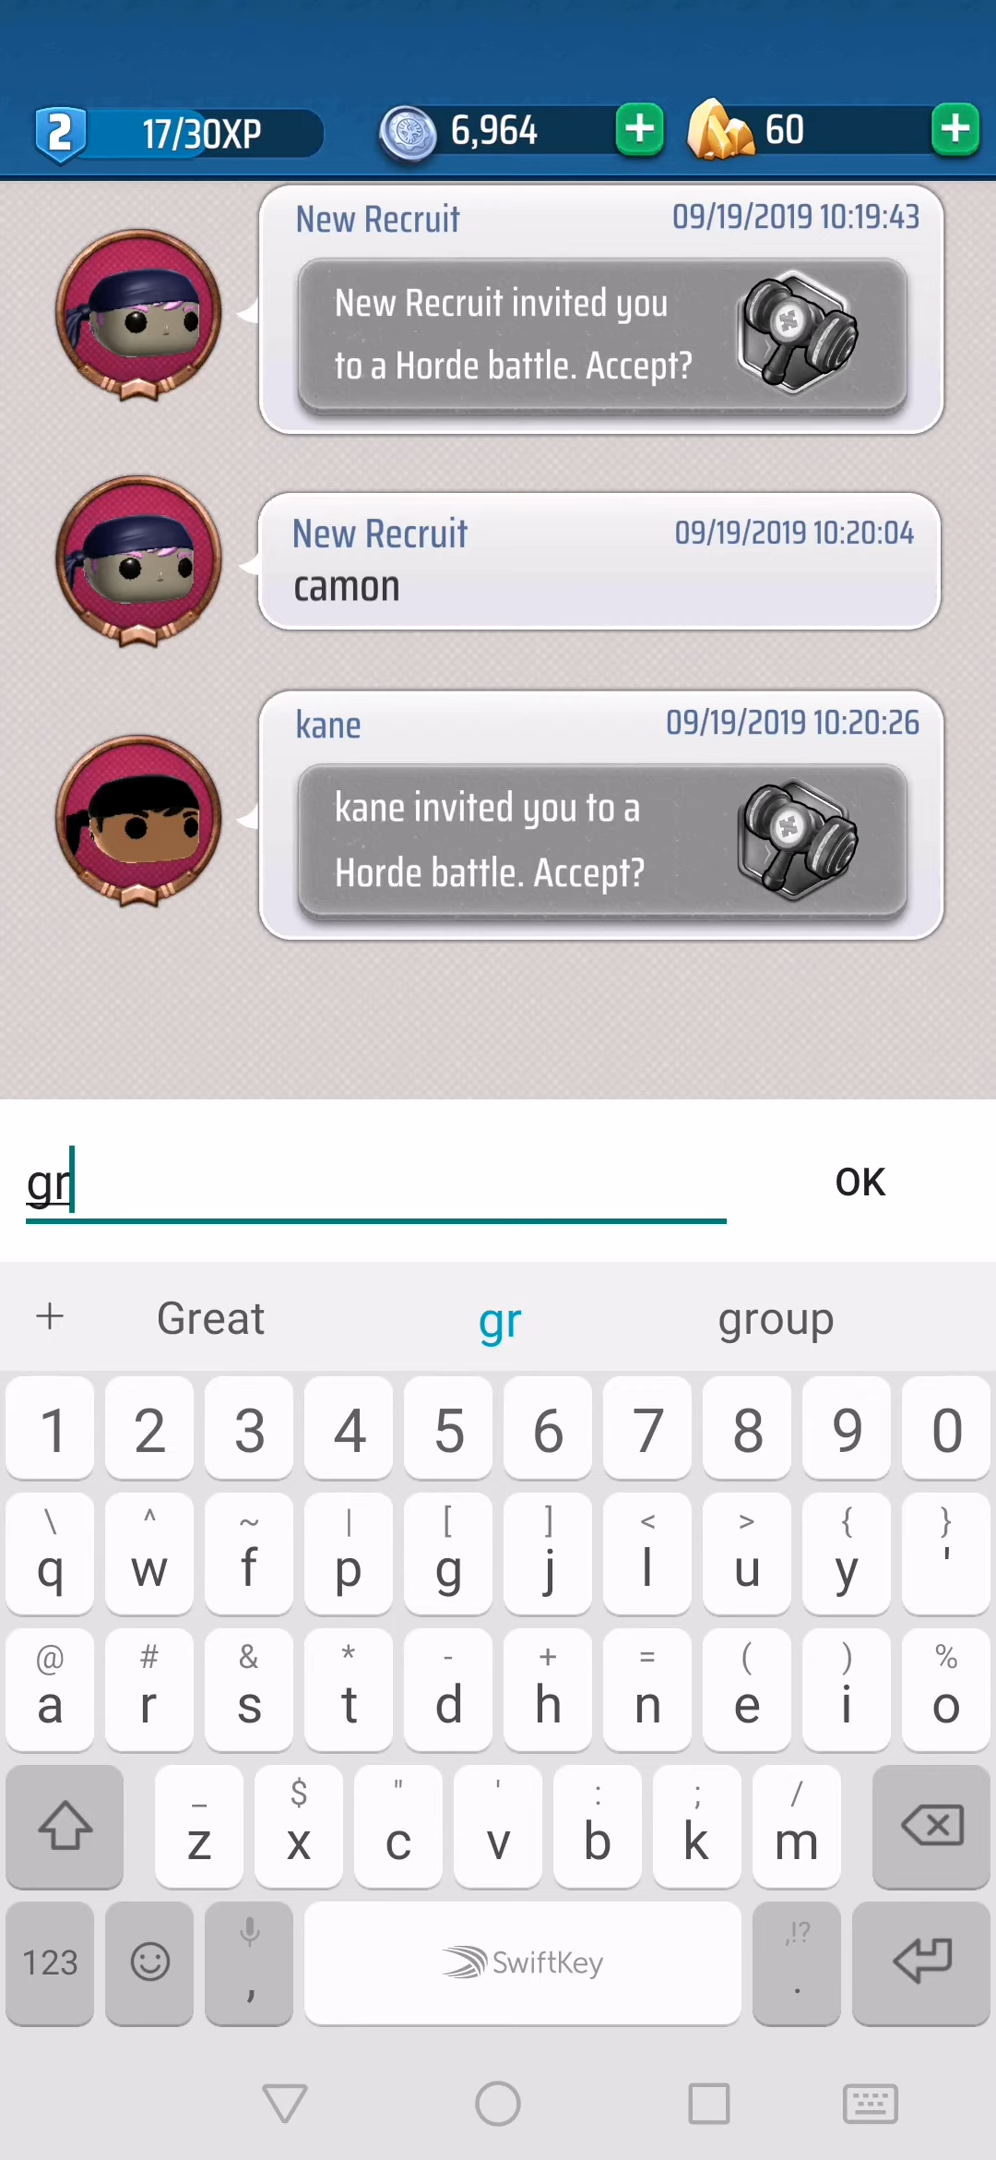 2 17/30XP 6,964 + 60 +
New Recruit 09/19/2019 10:19:43
New Recruit invited you
to a Horde battle. Accept?
New Recruit 09/19/2019 10:20:04
camon
kane 09/19/2019 10:20:26
kane invited you to a
Horde battle. Accept?
gr OK
+ Great gr group
1 2 3 4 5 6 7 8 9 0
\ ^ ~ | [ ] < > { }
q w f p g j l u y '
@ # & * - + = ( ) %
a r s t d h n e i o
_ $ " ' : ; /
z x c v b k m
,!?
123 , SwiftKey .